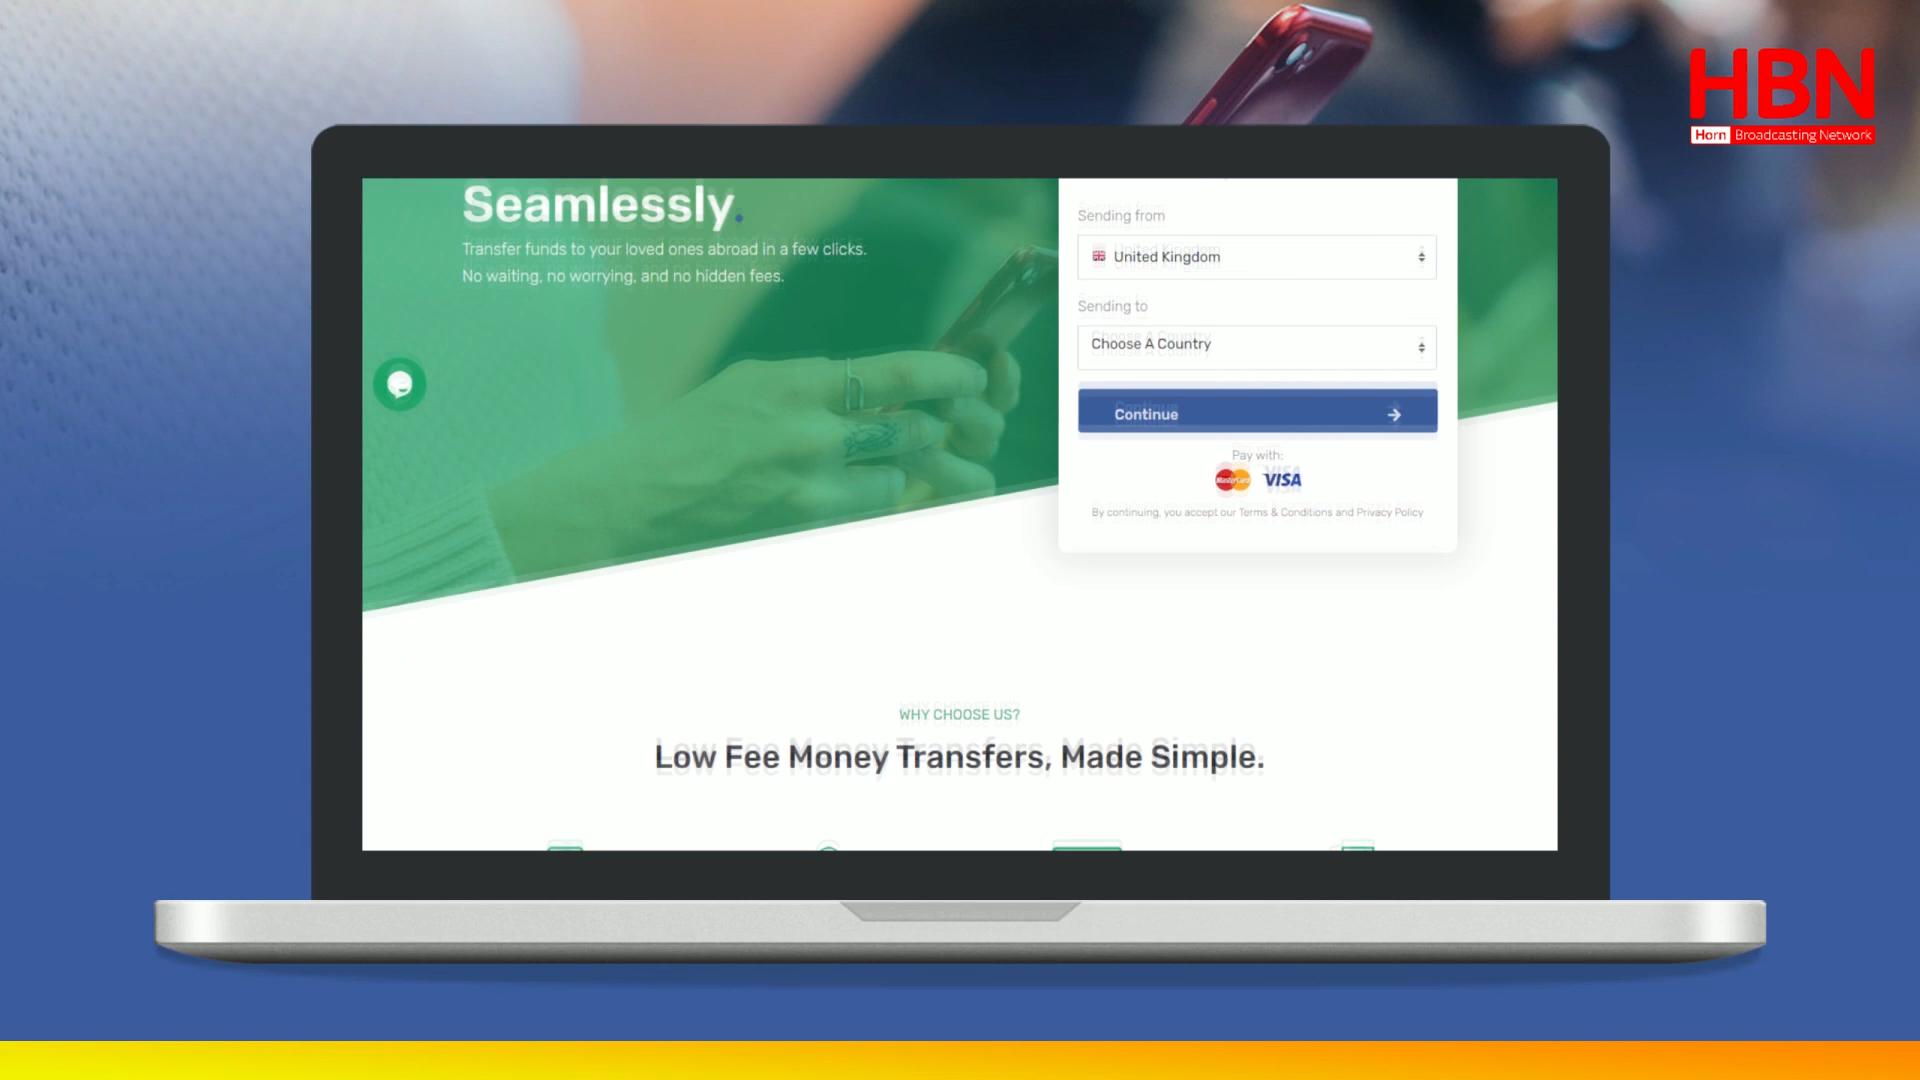 HBN
Horn Broadcasting Network
Seamlessly.
Transfer funds to your loved ones abroad in a few clicks.
No waiting, no worrying, and no hidden fees.
Sending from
United Kingdom
Sending to
Choose A Country
Continue
Pay with:
MasterCard VISA
By continuing, you accept our Terms & Conditions and Privacy Policy
WHY CHOOSE US?
Low Fee Money Transfers, Made Simple.